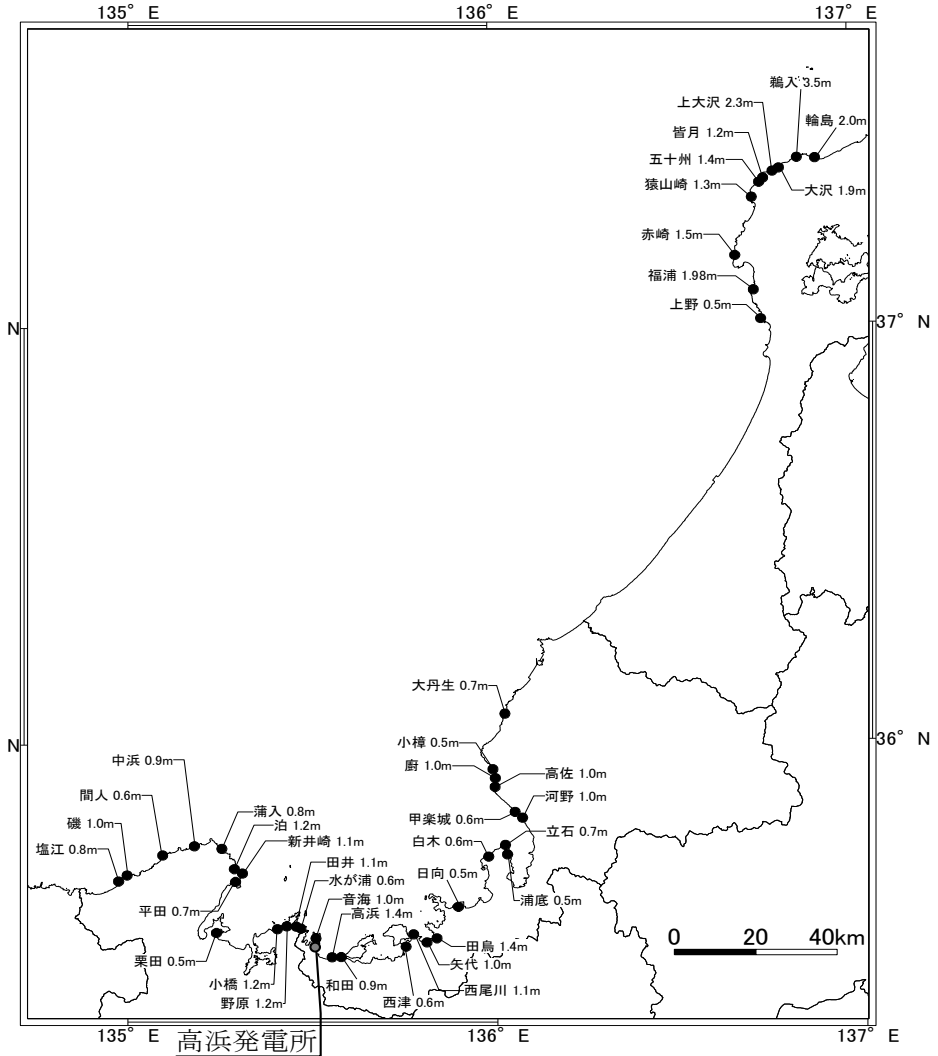 135° E
136° E
137° E
鵜入 3.5m
上大沢 2.3m
輪島 2.0m
皆月 1.2m
五十州 1.4m
猿山崎 1.3m
大沢 1.9m
赤崎 1.5m
福浦 1.98m
上野 0.5m
N
37° N
大丹生 0.7m
小樟 0.5m
N
36° N
中浜 0.9m
廚 1.0m
高佐 1.0m
間人 0.6m
蒲入 0.8m
河野 1.0m
甲楽城 0.6m
磯 1.0m
泊 1.2m
立石 0.7m
新井崎 1.1m
白木 0.6m
塩江 0.8m
田井 1.1m
水が浦 0.6m
日向 0.5m
浦底 0.5m
音海 1.0m
平田 0.7m
高浜 1.4m
0 20 40km
田烏 1.4m
栗田 0.5m
矢代 1.0m
小橋 1.2m
和田 0.9m
西尾川 1.1m
野原 1.2m
西津 0.6m
135° E
136° E
137° E
高浜発電所